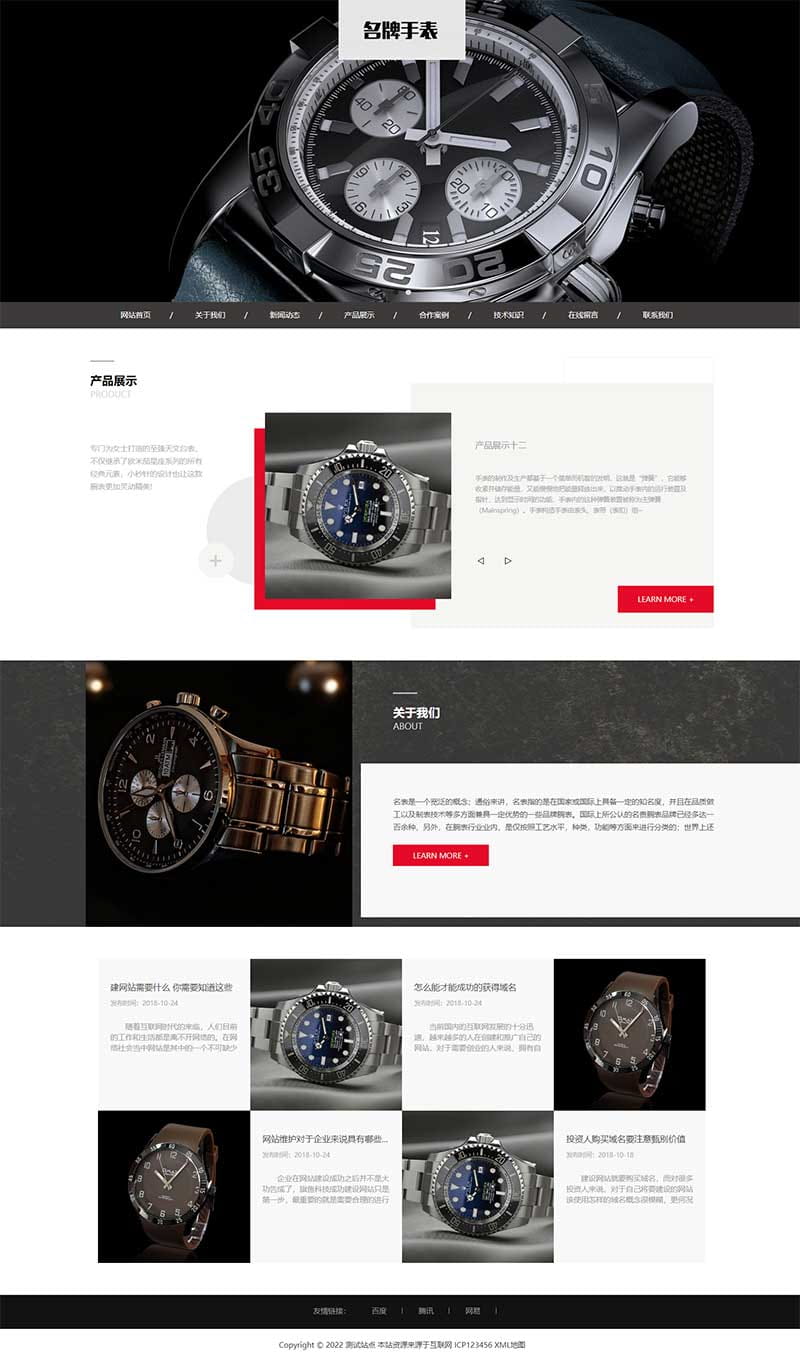 名牌手表
网站首页 / 关于我们 / 新闻动态 / 产品展示 / 合作案例 / 技术知识 / 在线留言 / 联系我们
产品展示
PRODUCT
专门为女士打造的至臻天文台表,
不仅继承了欧米茄星座系列的所有
经典元素, 小秒针的设计也让这款
腕表更加灵动精美!
+
产品展示十二
手表的制作及生产都基于一个简单而机智的发明, 这就是“弹簧”, 它能够
收紧并储存能量, 又能慢慢地把能量释放出来, 以推动手表内的运行装置及
指针, 达到显示时间的功能, 手表内的这种弹簧装置被称为主弹簧
(Mainspring) 。手表构造手表由表头、表带 (表扣) 组~
LEARN MORE +
关于我们
ABOUT
名表是一个宽泛的概念; 通俗来讲, 名表指的是在国家或国际上具备一定的知名度, 并且在品质做
工以及制表技术等多方面兼具一定优势的一些品牌腕表。国际上所公认的名贵腕表品牌已经多达一
百余种。另外, 在腕表行业业内, 是仅按照工艺水平, 种类, 功能等方面来进行分类的; 世界上还
LEARN MORE +
建网站需要什么 你需要知道这些
发布时间: 2018-10-24
随着互联网时代的来临, 人们目前
的工作和生活都是离不开网络的。在网
络社会当中网站是其中的一个不可缺少
怎么能才能成功的获得域名
发布时间: 2018-10-24
当前国内的互联网发展的十分迅
速, 越来越多的人在创建和推广自己的
网站。对于需要创业的人来说, 拥有自
网站维护对于企业来说具有哪些...
发布时间: 2018-10-24
企业在网站建设成功之后并不是大
功告成了, 旗鱼科技成功建设网站只是
第一步, 最重要的就是需要合理的进行
投资人购买域名要注意甄别价值
发布时间: 2018-10-18
建设网站就要购买域名, 而对很多
投资人来说, 对于自己将要建设的网站
该使用怎样的域名概念很模糊, 更何况
友情链接: 百度 | 腾讯 | 网易 |
Copyright © 2022 测试站点 本站资源来源于互联网 ICP123456 XML地图